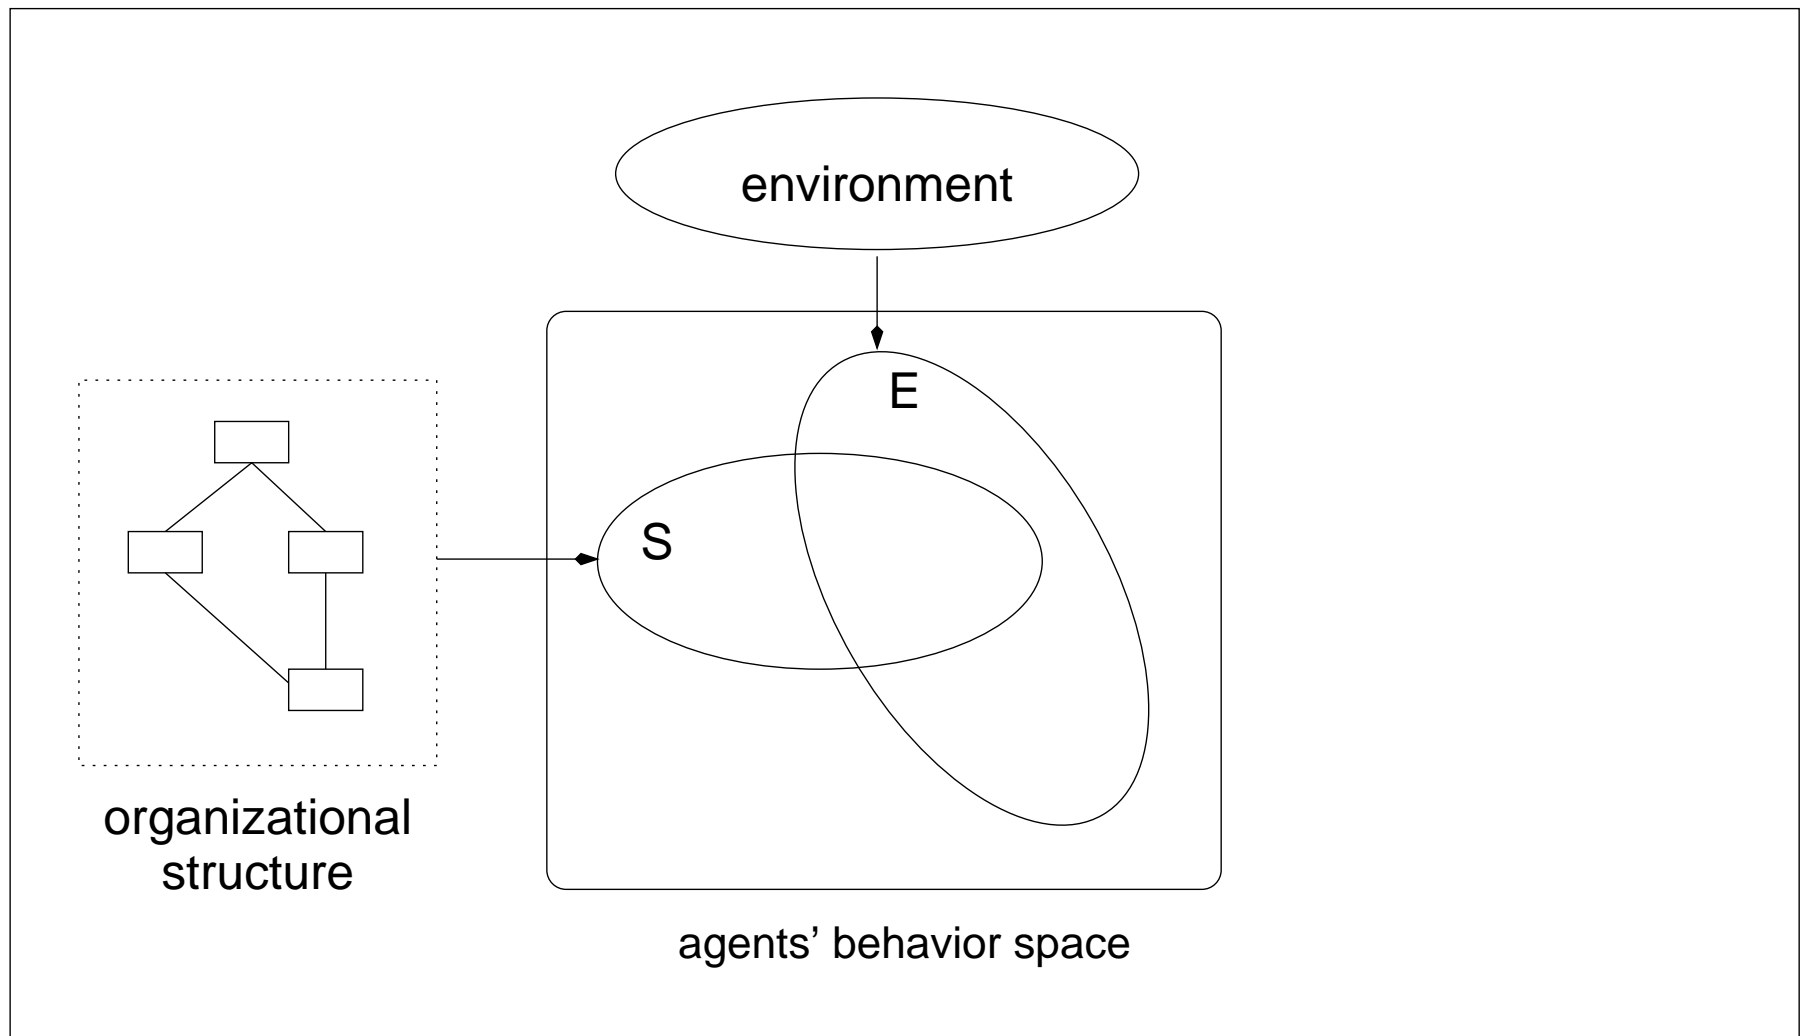 environment
E
S
organizational
structure
agents’ behavior space